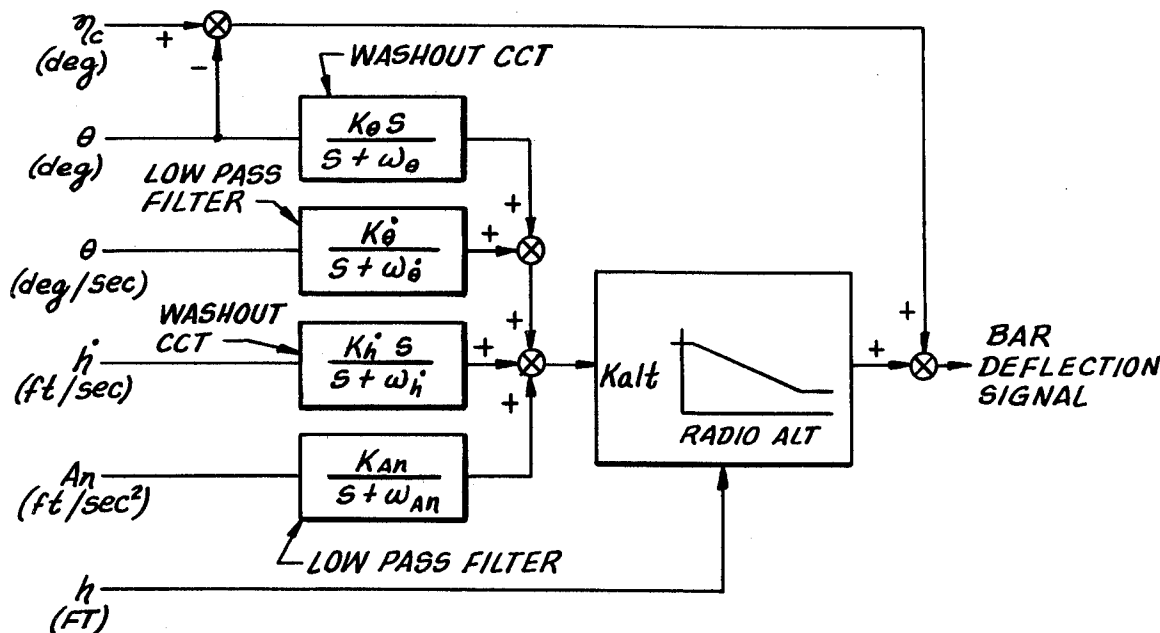 ηc
(deg)
+
-
WASHOUT CCT
θ
(deg)
Kθ S
S + ωθ
+
LOW PASS
FILTER
θ
(deg/sec)
Kθ̇
S + ωθ̇
+
+
WASHOUT
CCT
ḣ
(ft/sec)
Kḣ S
S + ωḣ
+
+
Kalt
RADIO ALT
+
+
BAR
DEFLECTION
SIGNAL
An
(ft/sec²)
KAn
S + ωAn
LOW PASS FILTER
h
(FT)